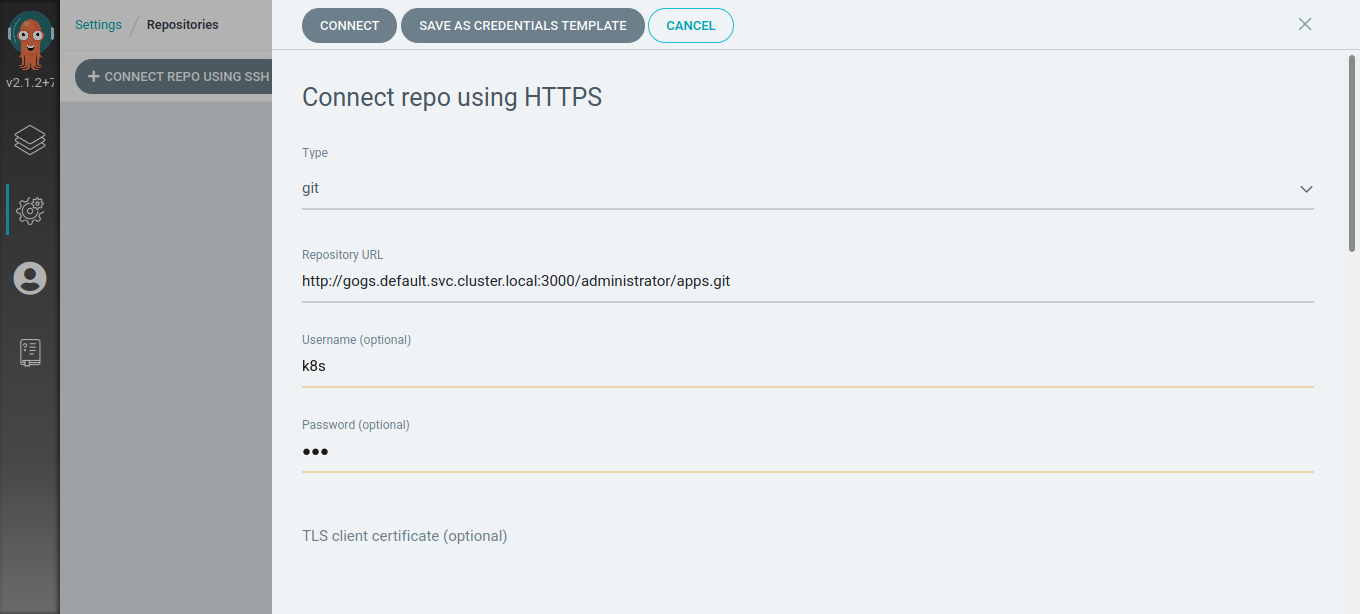 CONNECT SAVE AS CREDENTIALS TEMPLATE CANCEL
Settings / Repositories
v2.1.2+7
CONNECT REPO USING SSH
Connect repo using HTTPS
Type
git
Repository URL
http://gogs.default.svc.cluster.local:3000/administrator/apps.git
Username (optional)
k8s
Password (optional)
•••
TLS client certificate (optional)